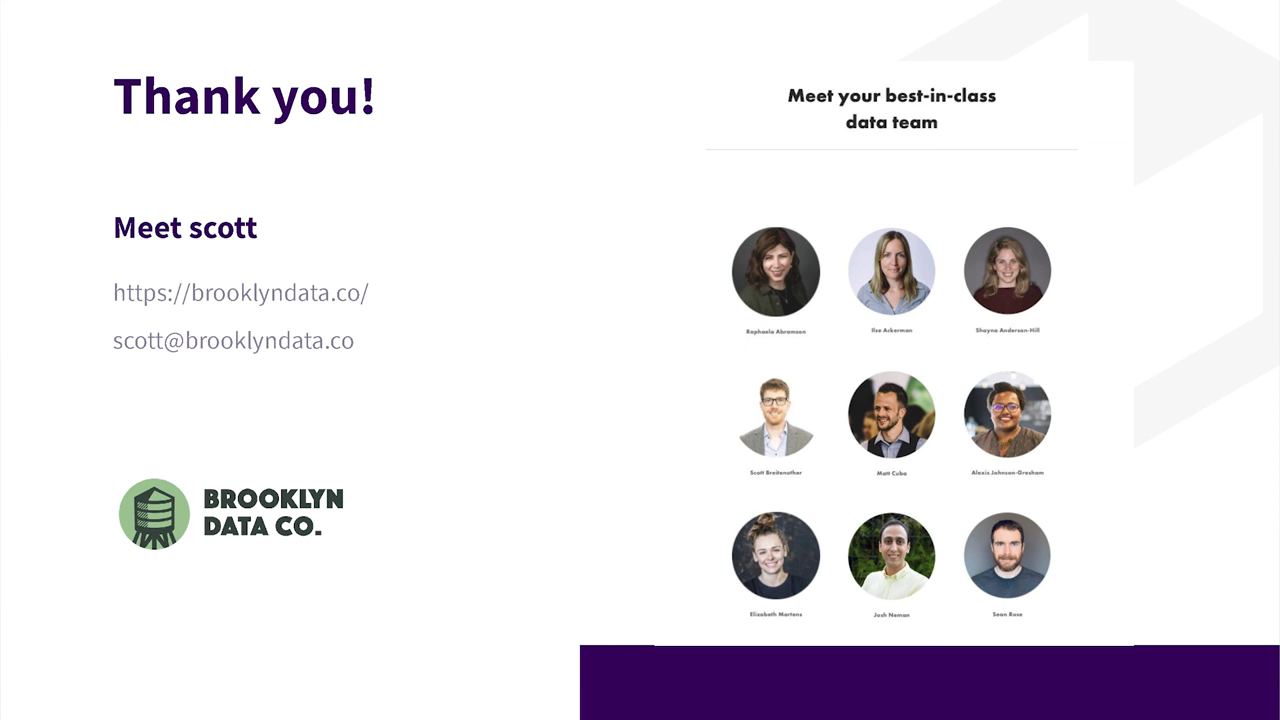 Thank you!
Meet scott
https://brooklyndata.co/
scott@brooklyndata.co
BROOKLYN
DATA CO.
Meet your best-in-class
data team
Raphaela Abramson
Ilse Ackerman
Shayna Anderson-Hill
Scott Breitenother
Matt Cuba
Alexis Johnson-Gresham
Elizabeth Martens
Josh Neman
Sean Rose